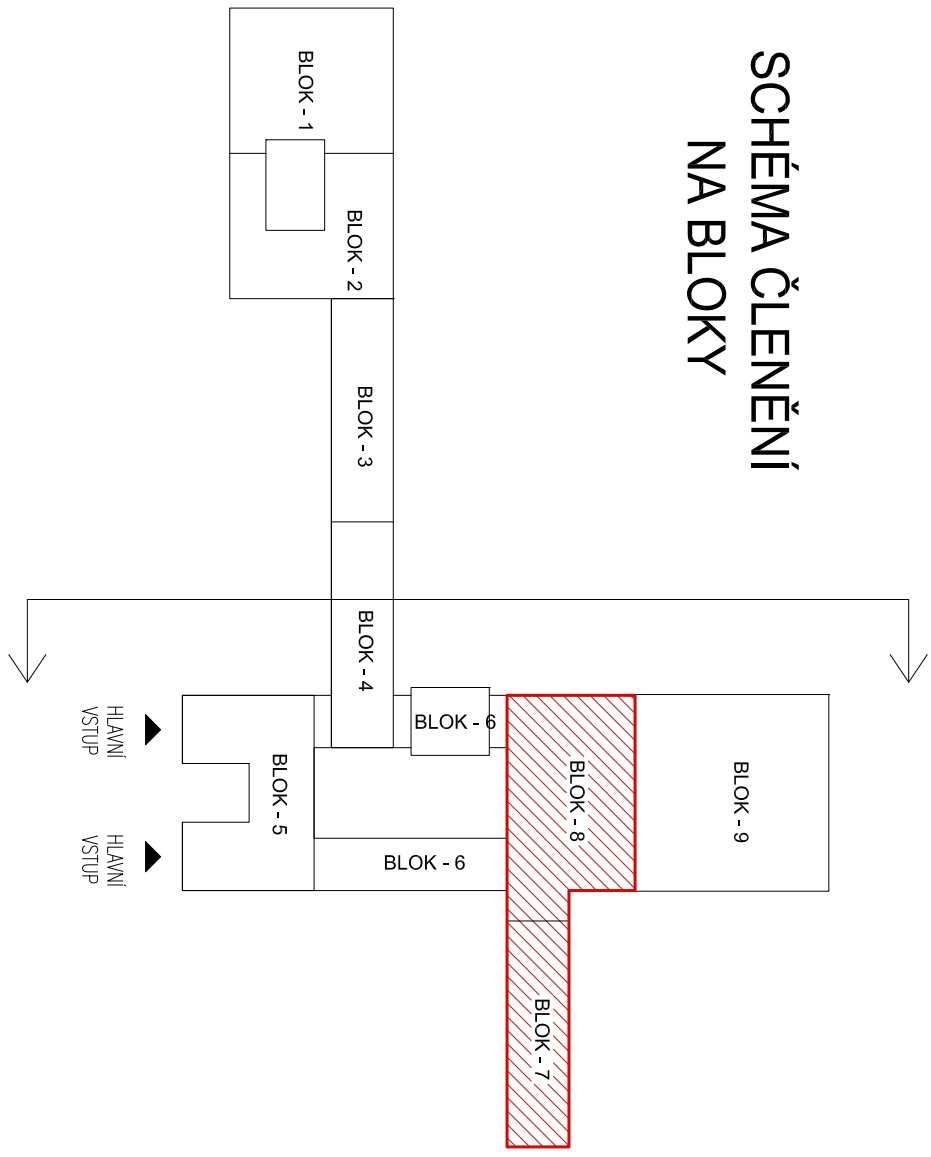 SCHÉMA ČLENĚNÍ
NA BLOKY
BLOK - 1
BLOK - 2
BLOK - 3
BLOK - 4
BLOK - 6
BLOK - 5
BLOK - 6
BLOK - 8
BLOK - 9
BLOK - 7
HLAVNÍ
VSTUP
HLAVNÍ
VSTUP